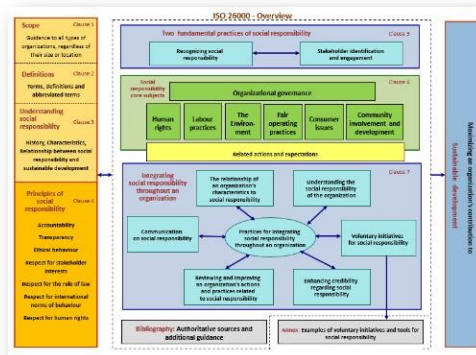 ISO 26000 - Overview
Scope
Clause 1
Guidance to all types of
organizations, regardless of
their size or location
Definitions
Clause 2
Terms, definitions and
abbreviated terms
Understanding
social
responsibility
Clause 3
History, Characteristics,
Relationship between social
responsibility and
sustainable development
Principles of
social
responsibility
Clause 4
Accountability
Transparency
Ethical behaviour
Respect for stakeholder
interests
Respect for the rule of law
Respect for international
norms of behaviour
Respect for human rights
Two fundamental practices of social responsibility
Clause 5
Recognizing social
responsibility
Stakeholder identification
and engagement
Social
responsibility
core subjects
Clause 6
Organizational governance
Human
rights
Labour
practices
The
Environ-
ment
Fair
operating
practices
Consumer
issues
Community
involvement and
development
Related actions and expectations
Integrating
social responsibility
throughout an
organization
Clause 7
The relationship of
an organization's
characteristics to
social responsibility
Understanding the
social responsibility
of the organization
Communication
on social responsibility
Practices for integrating
social responsibility
throughout an organization
Voluntary initiatives
for social responsibility
Reviewing and improving
an organization's actions
and practices related
to social responsibility
Enhancing credibility
regarding social
responsibility
Bibliography: Authoritative sources and
additional guidance
Annex: Examples of voluntary initiatives and tools for
social responsibility
Maximizing an organization's contribution to
Sustainable development